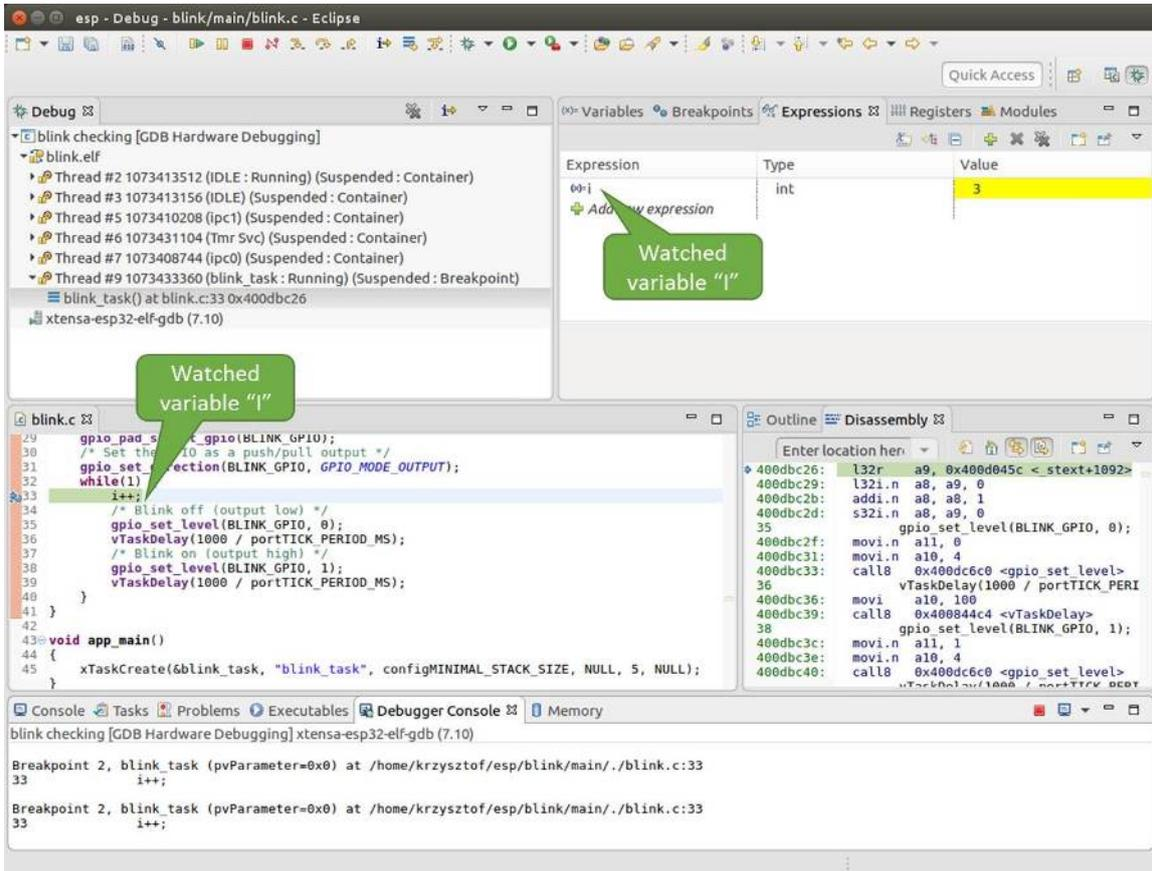 esp - Debug - blink/main/blink.c - Eclipse
Quick Access
Debug
blink checking [GDB Hardware Debugging]
blink.elf
Thread #2 1073413512 (IDLE : Running) (Suspended : Container)
Thread #3 1073413156 (IDLE) (Suspended : Container)
Thread #5 1073410208 (ipc1) (Suspended : Container)
Thread #6 1073431104 (Tmr Svc) (Suspended : Container)
Thread #7 1073408744 (ipc0) (Suspended : Container)
Thread #9 1073433360 (blink_task : Running) (Suspended : Breakpoint)
blink_task() at blink.c:33 0x400dbc26
xtensa-esp32-elf-gdb (7.10)
(x)= Variables Breakpoints Expressions Registers Modules
Expression Type Value
(x)= i int 3
Add new expression
Watched
variable “I”
Watched
variable “I”
blink.c
29 gpio_pad_s t_gpio(BLINK_GPIO);
30 /* Set the IO as a push/pull output */
31 gpio_set_ ection(BLINK_GPIO, GPIO_MODE_OUTPUT);
32 while(1)
33 i++;
34 /* Blink off (output low) */
35 gpio_set_level(BLINK_GPIO, 0);
36 vTaskDelay(1000 / portTICK_PERIOD_MS);
37 /* Blink on (output high) */
38 gpio_set_level(BLINK_GPIO, 1);
39 vTaskDelay(1000 / portTICK_PERIOD_MS);
40 }
41 }
42
43 void app_main()
44 {
45 xTaskCreate(&blink_task, "blink_task", configMINIMAL_STACK_SIZE, NULL, 5, NULL);
}
Outline Disassembly
Enter location her
400dbc26: l32r a9, 0x400d045c <_stext+1092>
400dbc29: l32i.n a8, a9, 0
400dbc2b: addi.n a8, a8, 1
400dbc2d: s32i.n a8, a9, 0
35 gpio_set_level(BLINK_GPIO, 0);
400dbc2f: movi.n a11, 0
400dbc31: movi.n a10, 4
400dbc33: call8 0x400dc6c0 <gpio_set_level>
36 vTaskDelay(1000 / portTICK_PERI
400dbc36: movi a10, 100
400dbc39: call8 0x400844c4 <vTaskDelay>
38 gpio_set_level(BLINK_GPIO, 1);
400dbc3c: movi.n a11, 1
400dbc3e: movi.n a10, 4
400dbc40: call8 0x400dc6c0 <gpio_set_level>
vTaskDelay(1000 / portTICK_PERI
Console Tasks Problems Executables Debugger Console Memory
blink checking [GDB Hardware Debugging] xtensa-esp32-elf-gdb (7.10)
Breakpoint 2, blink_task (pvParameter=0x0) at /home/krzysztof/esp/blink/main/./blink.c:33
33 i++;
Breakpoint 2, blink_task (pvParameter=0x0) at /home/krzysztof/esp/blink/main/./blink.c:33
33 i++;